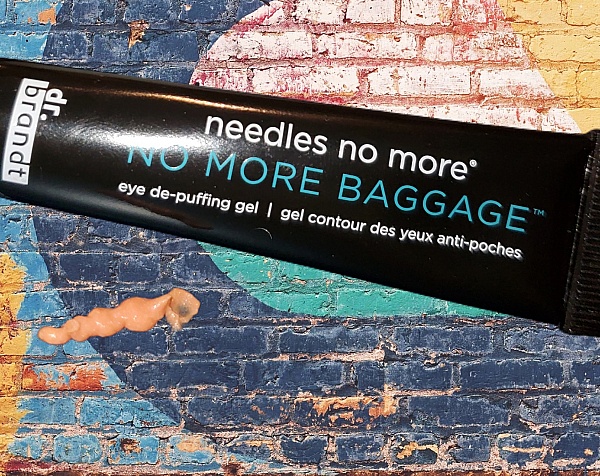 dr.
brandt
needles no more®
NO MORE BAGGAGE™
eye de-puffing gel | gel contour des yeux anti-poches